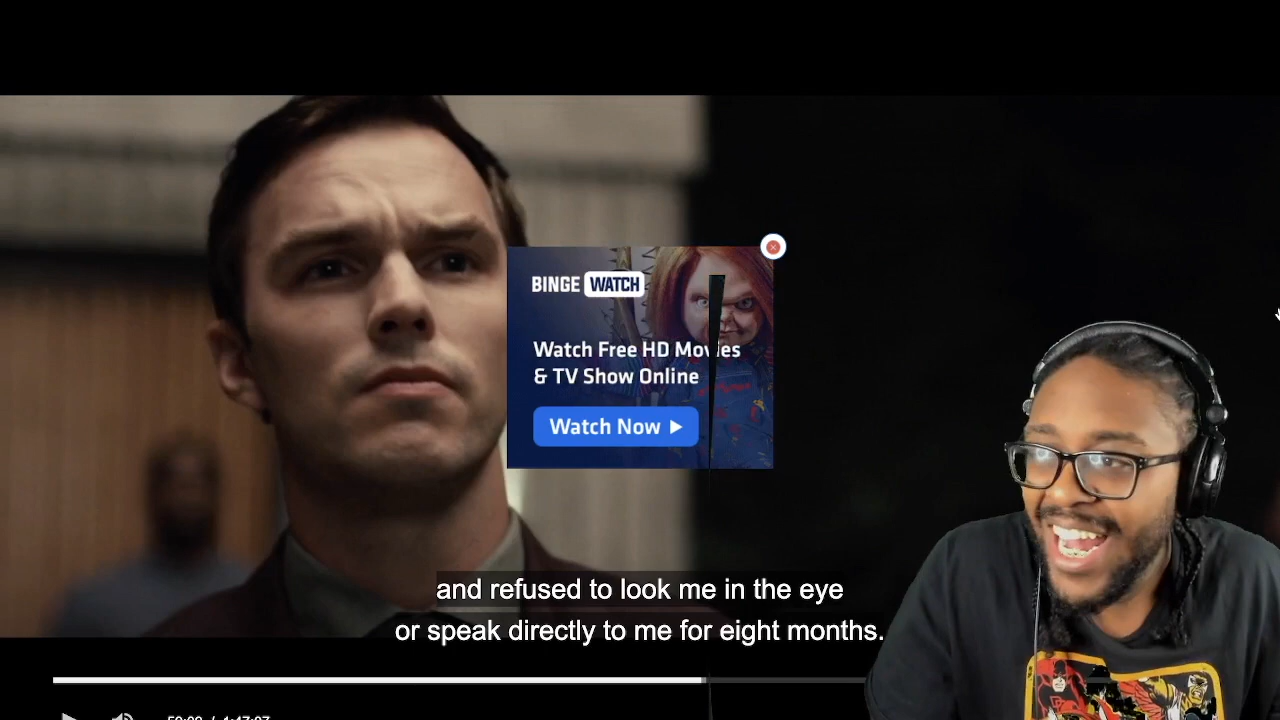 BINGE WATCH
Watch Free HD Movies
& TV Show Online
Watch Now
and refused to look me in the eye
or speak directly to me for eight months.